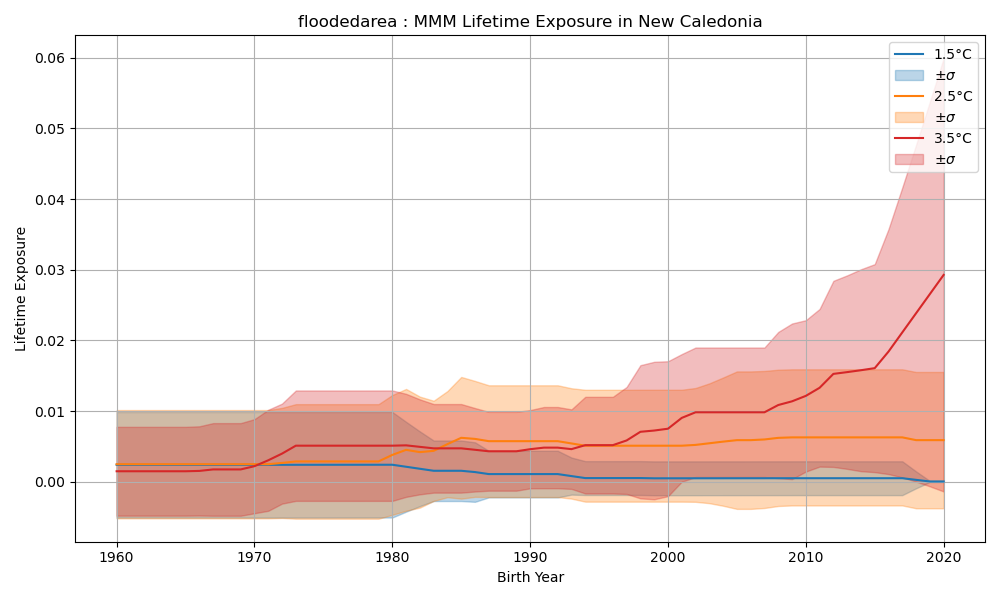 floodedarea : MMM Lifetime Exposure in New Caledonia
0.06
0.05
0.04
0.03
0.02
0.01
0.00
Lifetime Exposure
1.5°C
±σ
2.5°C
±σ
3.5°C
±σ
1960 1970 1980 1990 2000 2010 2020
Birth Year